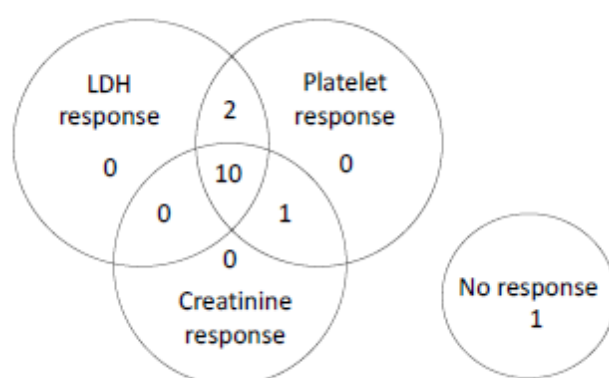 LDH
response
0
2
Platelet
response
0
10
0
1
0
Creatinine
response
No response
1